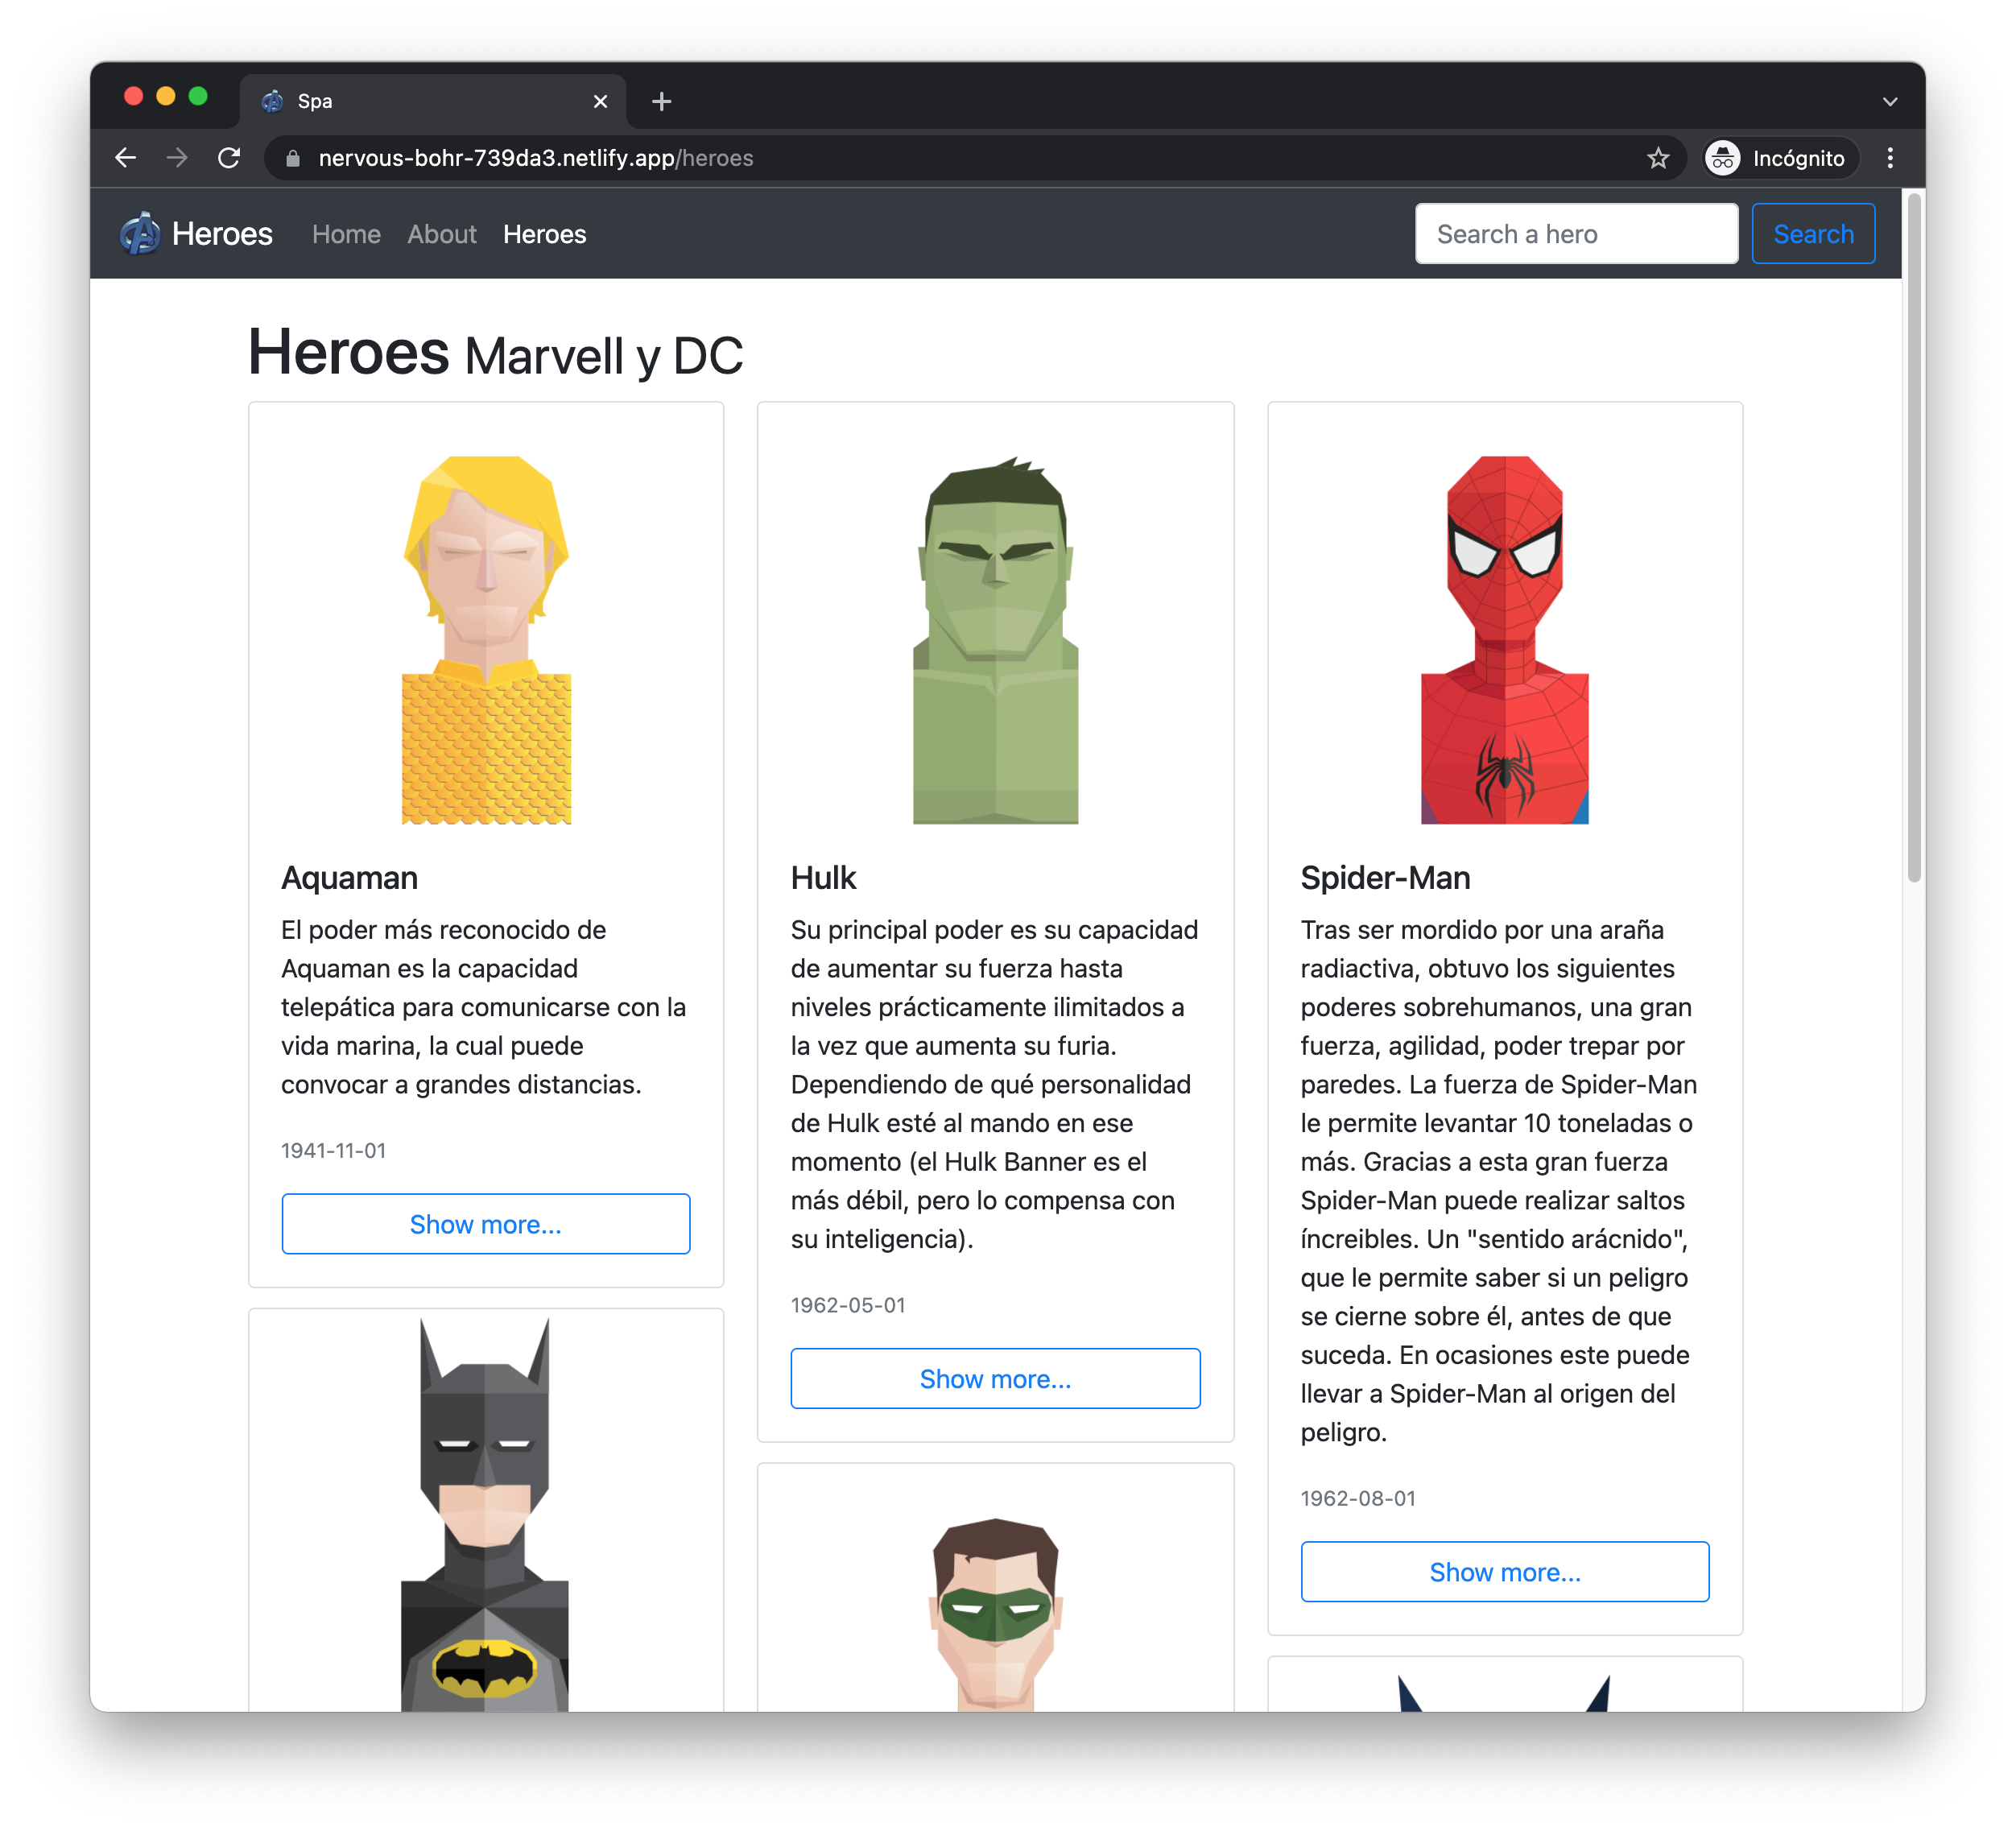 Spa
nervous-bohr-739da3.netlify.app/heroes
Incógnito
Heroes
Home
About
Heroes
Search a hero
Search
Heroes Marvell y DC
Aquaman
El poder más reconocido de
Aquaman es la capacidad
telepática para comunicarse con la
vida marina, la cual puede
convocar a grandes distancias.
1941-11-01
Show more...
Hulk
Su principal poder es su capacidad
de aumentar su fuerza hasta
niveles prácticamente ilimitados a
la vez que aumenta su furia.
Dependiendo de qué personalidad
de Hulk esté al mando en ese
momento (el Hulk Banner es el
más débil, pero lo compensa con
su inteligencia).
1962-05-01
Show more...
Spider-Man
Tras ser mordido por una araña
radiactiva, obtuvo los siguientes
poderes sobrehumanos, una gran
fuerza, agilidad, poder trepar por
paredes. La fuerza de Spider-Man
le permite levantar 10 toneladas o
más. Gracias a esta gran fuerza
Spider-Man puede realizar saltos
íncreibles. Un "sentido arácnido",
que le permite saber si un peligro
se cierne sobre él, antes de que
suceda. En ocasiones este puede
llevar a Spider-Man al origen del
peligro.
1962-08-01
Show more...